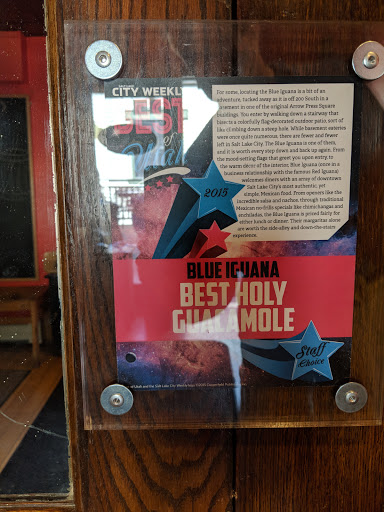 CITY WEEKLY
BEST
of
Utah
2015
For some, locating the Blue Iguana is a bit of an
adventure, tucked away as it is off 200 South in a
basement in one of the original Arrow Press Square
buildings. You enter by walking down a stairway that
hovers a colorfully flag-decorated outdoor patio, sort of
like climbing down a steep hole. While basement eateries
were once quite numerous, there are fewer and fewer
left in Salt Lake City. The Blue Iguana is one of them,
and it is worth every step down and back up again. From
the mood-setting flags that greet you upon entry, to
the warm décor of the interior, Blue Iguana (once in a
business relationship with the famous Red Iguana)
welcomes diners with an array of downtown
Salt Lake City's most authentic, yet
simple, Mexican food. From openers like the
incredible salsa and nachos, through traditional
Mexican no-frills specials like chimichangas and
enchiladas, the Blue Iguana is priced fairly for
either lunch or dinner. Their margaritas alone
are worth the side-alley and down-the-stairs
experience.
BLUE IGUANA
BEST HOLY
GUACAMOLE
Staff
Choice